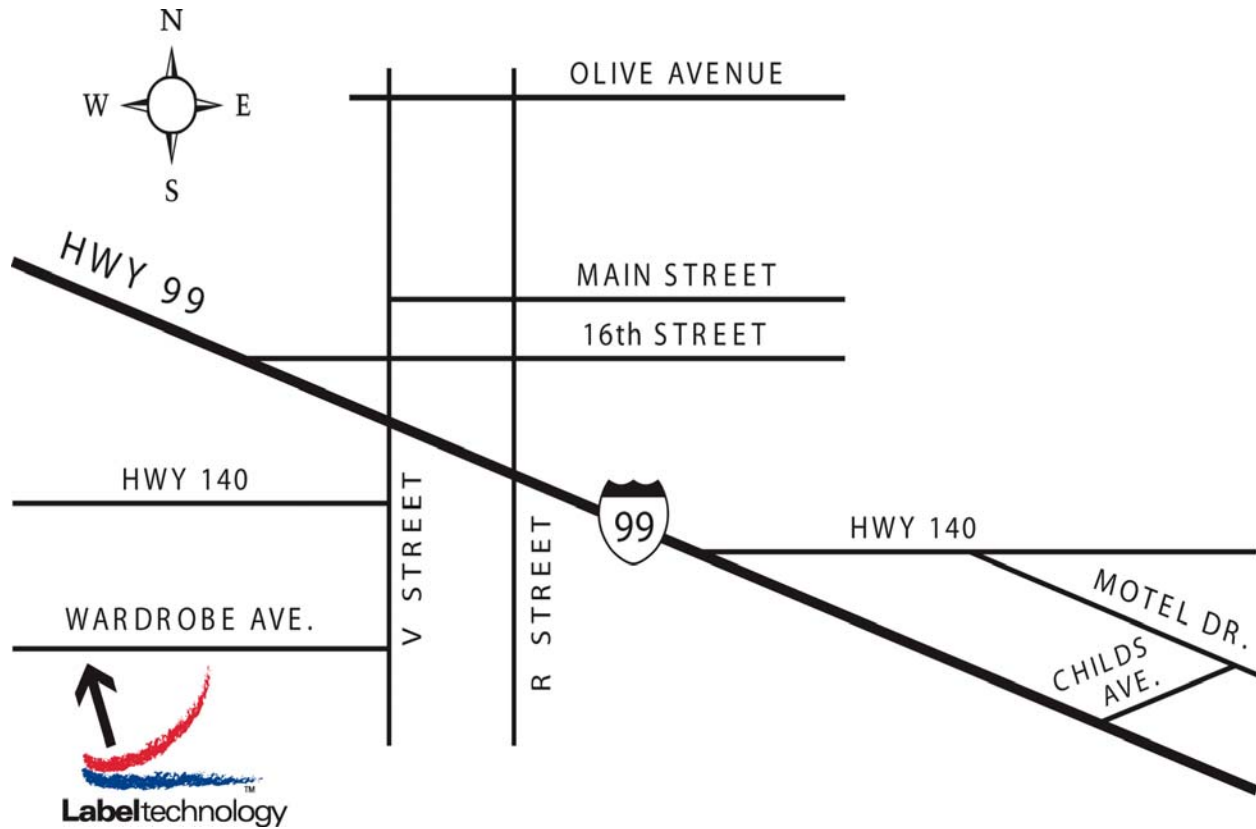 N
W E
S
OLIVE AVENUE
HWY 99
MAIN STREET
16th STREET
HWY 140
V STREET
R STREET
99
HWY 140
MOTEL DR.
CHILDS
AVE.
WARDROBE AVE.
TM
Labeltechnology